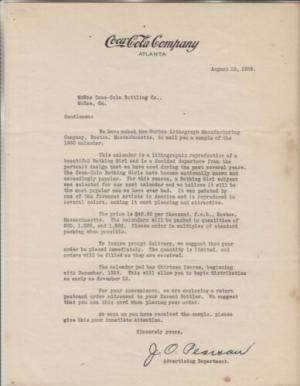 Coca-Cola Company
ATLANTA
August 19, 1929.
Coca-Cola Bottling Co.,
Ga.
Gentlemen:
We have asked the Forbes Lithograph Manufacturing
Company, Boston, Massachusetts, to mail you a sample of the
1930 calendar.
This calendar is a lithographic reproduction of a
beautiful Bathing Girl and is a decided departure from the
portrait design that we have used during the past several years.
The Coca-Cola Bathing Girls have become nationally known and
exceedingly popular. For this reason, a Bathing Girl subject
was selected for our next calendar and we believe it will be
the most popular one we have ever had. It was painted by
one of the foremost artists in America and is reproduced in
several colors, making it most pleasing and attractive.
The price is per thousand, f.o.b., Boston,
Massachusetts. The calendars will be packed in quantities of
Please order in multiples of standard
packing when possible.
To insure prompt delivery, we suggest that your
order be placed immediately. The quantity is limited, and
orders will be filled as they are received.
The calendar pad has thirteen leaves, beginning
with December, 1929. This will allow you to begin distribution
as early as November
For your convenience, we are enclosing a return
postcard order addressed to your Parent Bottler. We suggest
that you use this card when placing your order.
As soon as you have received the sample, please
give this your immediate attention.
Sincerely yours,
J. O. Pearson
Advertising Department.